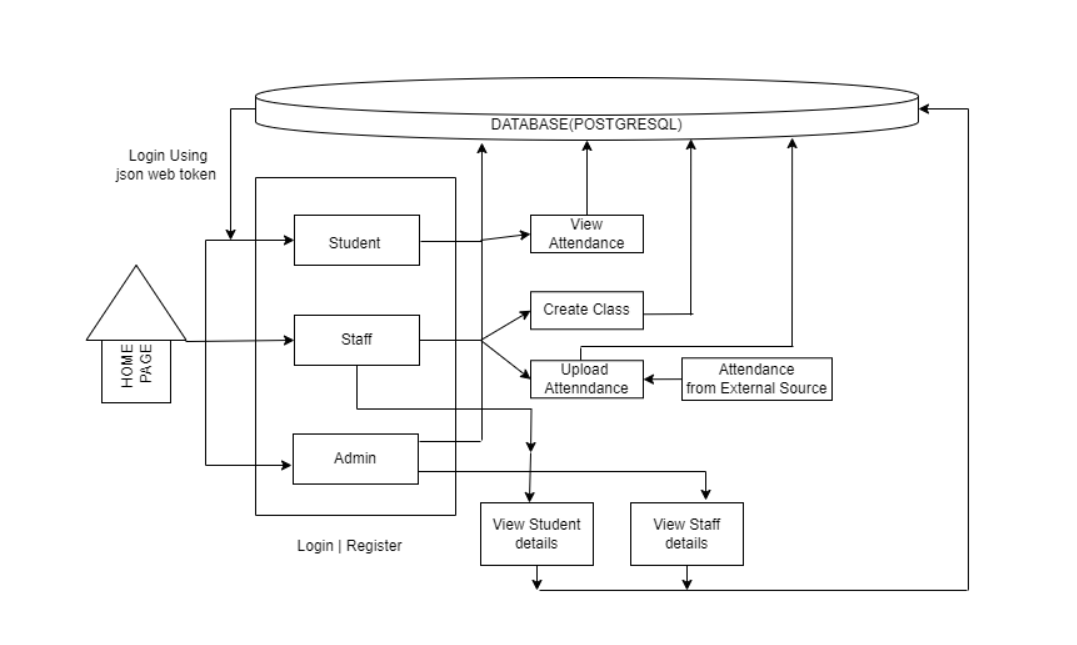 DATABASE(POSTGRESQL)
Login Using
json web token
Student
View
Attendance
Create Class
Staff
HOME
PAGE
Upload
Attenndance
Attendance
from External Source
Admin
View Student
details
View Staff
details
Login | Register